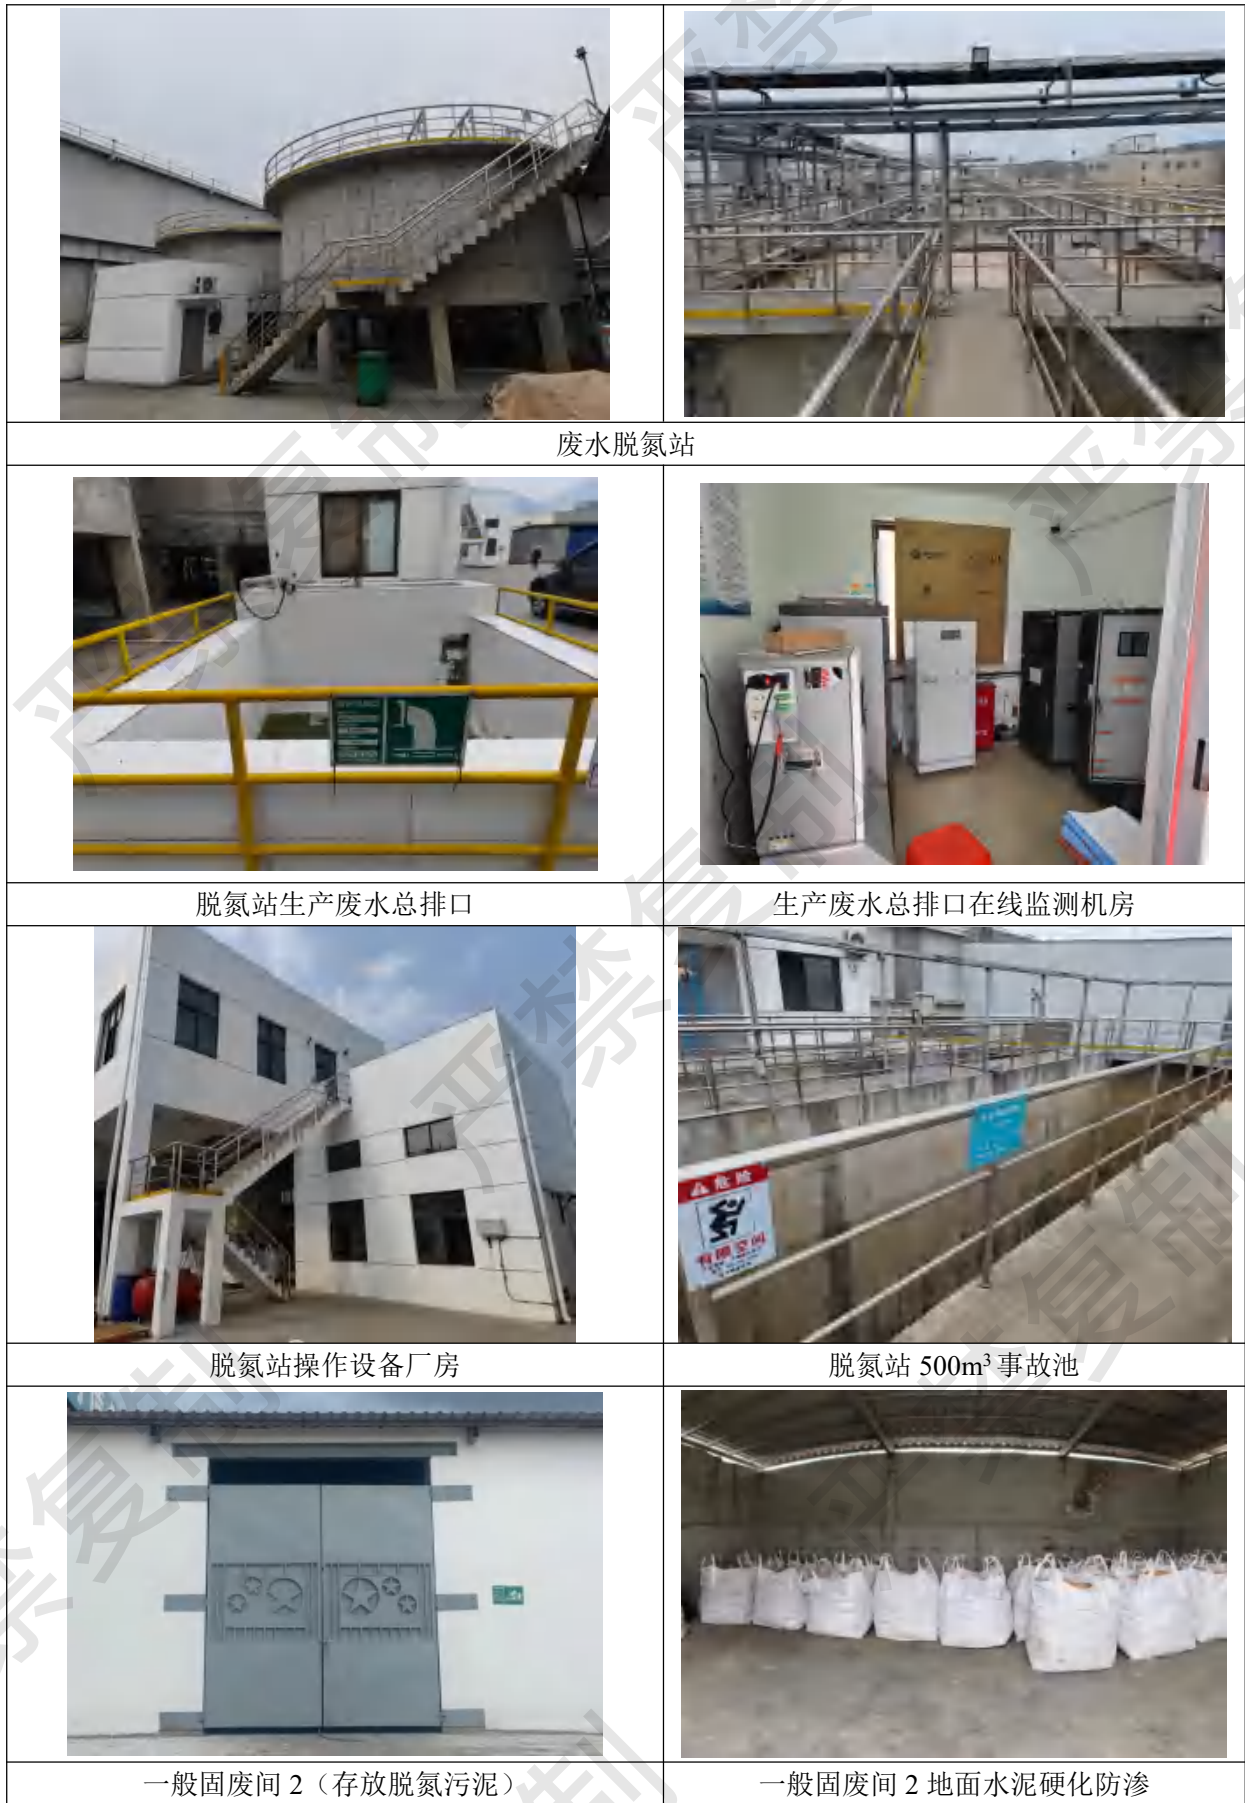 废水脱氮站
脱氮站生产废水总排口
生产废水总排口在线监测机房
危险
有限空间
脱氮站操作设备厂房
脱氮站 500m³ 事故池
一般固废间 2（存放脱氮污泥）
一般固废间 2 地面水泥硬化防渗
严禁复制